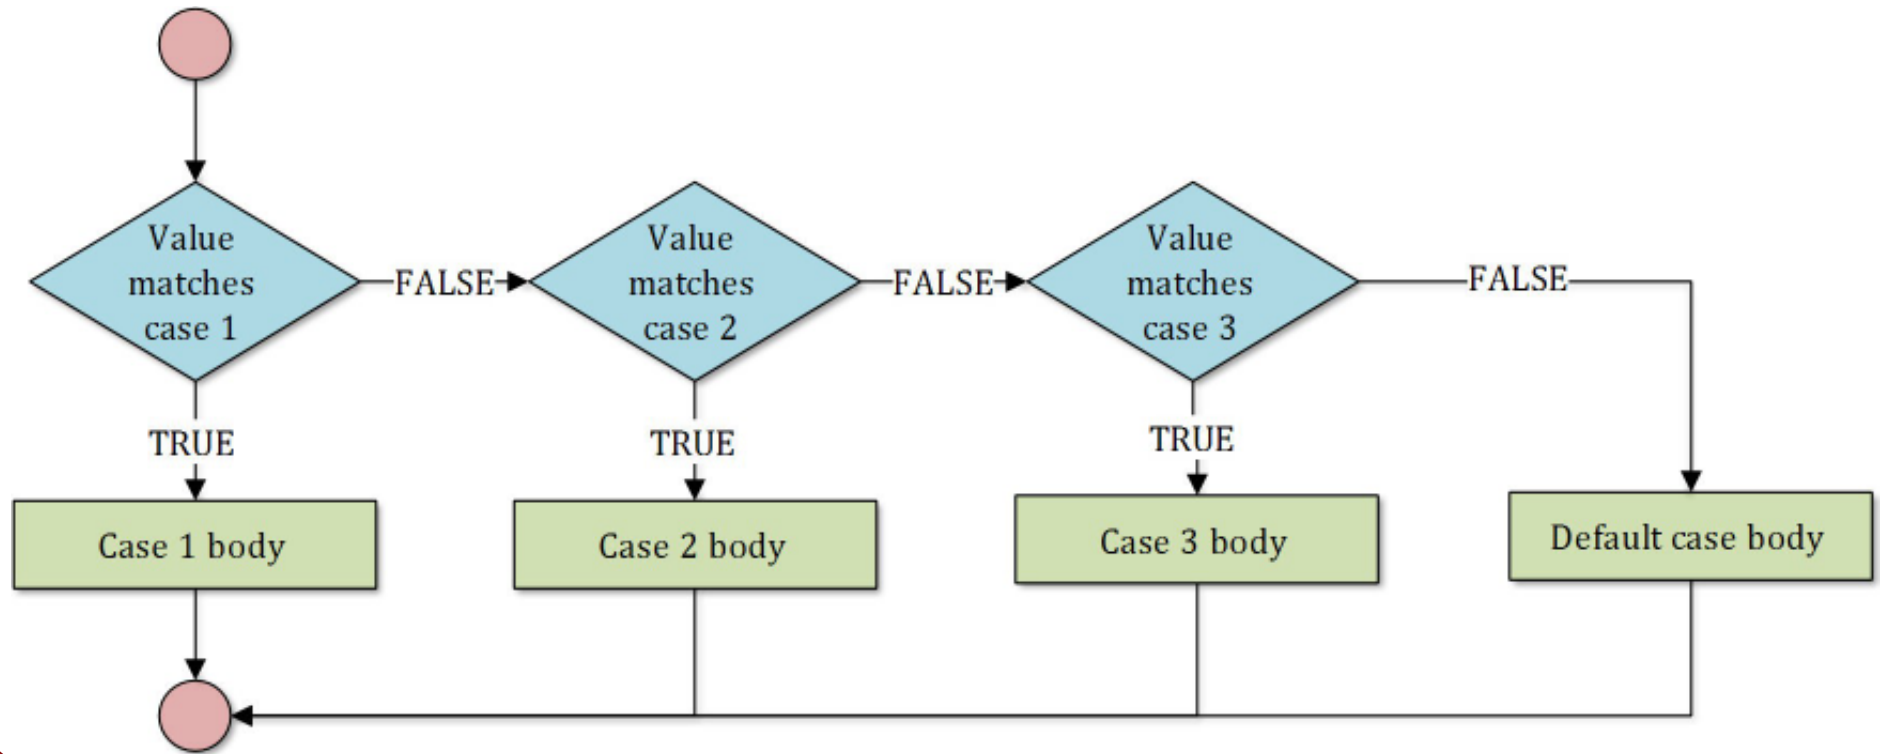 Value
matches
case 1
FALSE
Value
matches
case 2
FALSE
Value
matches
case 3
FALSE
TRUE
TRUE
TRUE
Case 1 body
Case 2 body
Case 3 body
Default case body